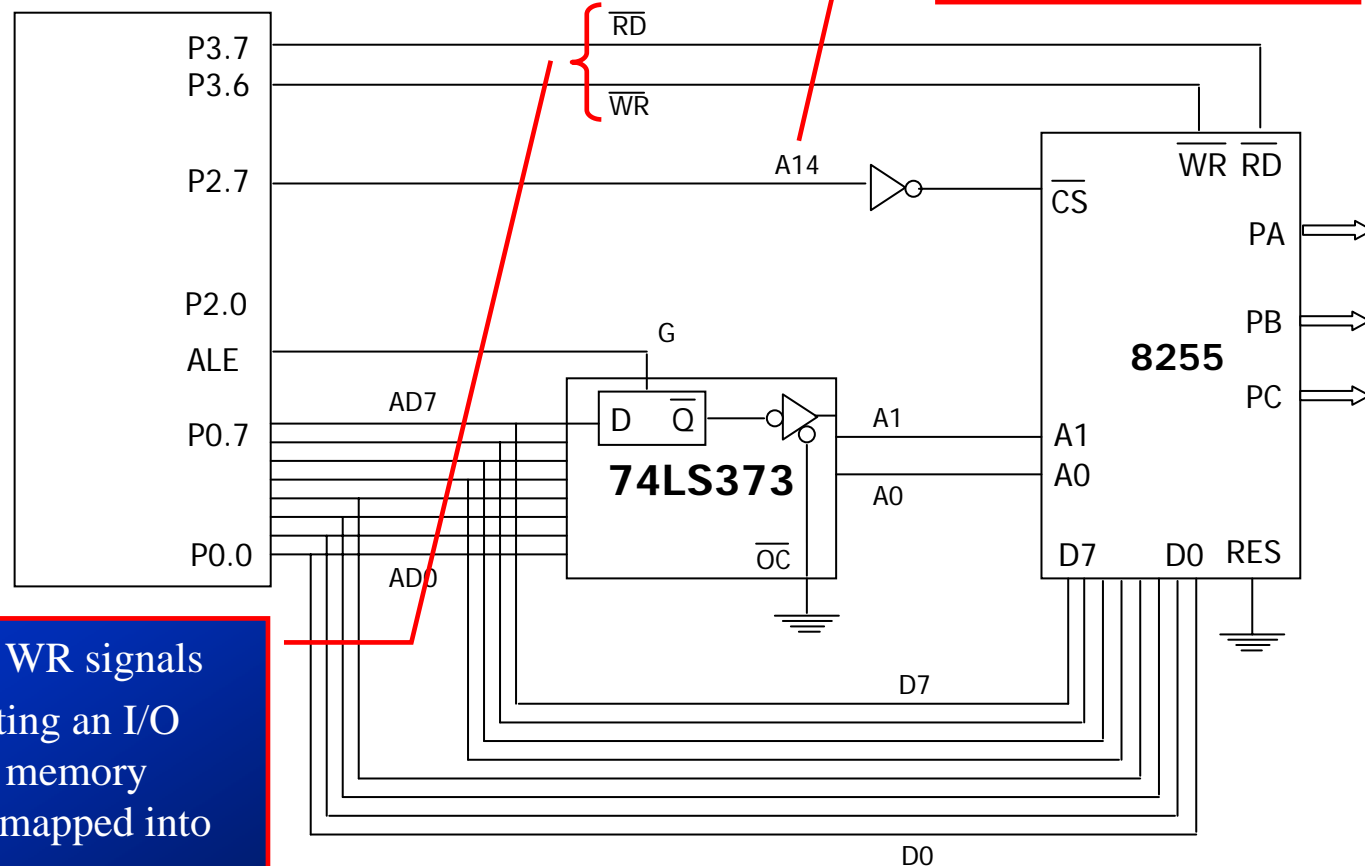 RD
P3.7
P3.6
WR
P2.7
A14
WR RD
CS
PA
P2.0
PB
G
ALE
8255
AD7
D Q
PC
A1
A1
P0.7
74LS373
A0
A0
P0.0
OC
D7 D0 RES
AD0
WR signals
ting an I/O
memory
mapped into
D7
D0